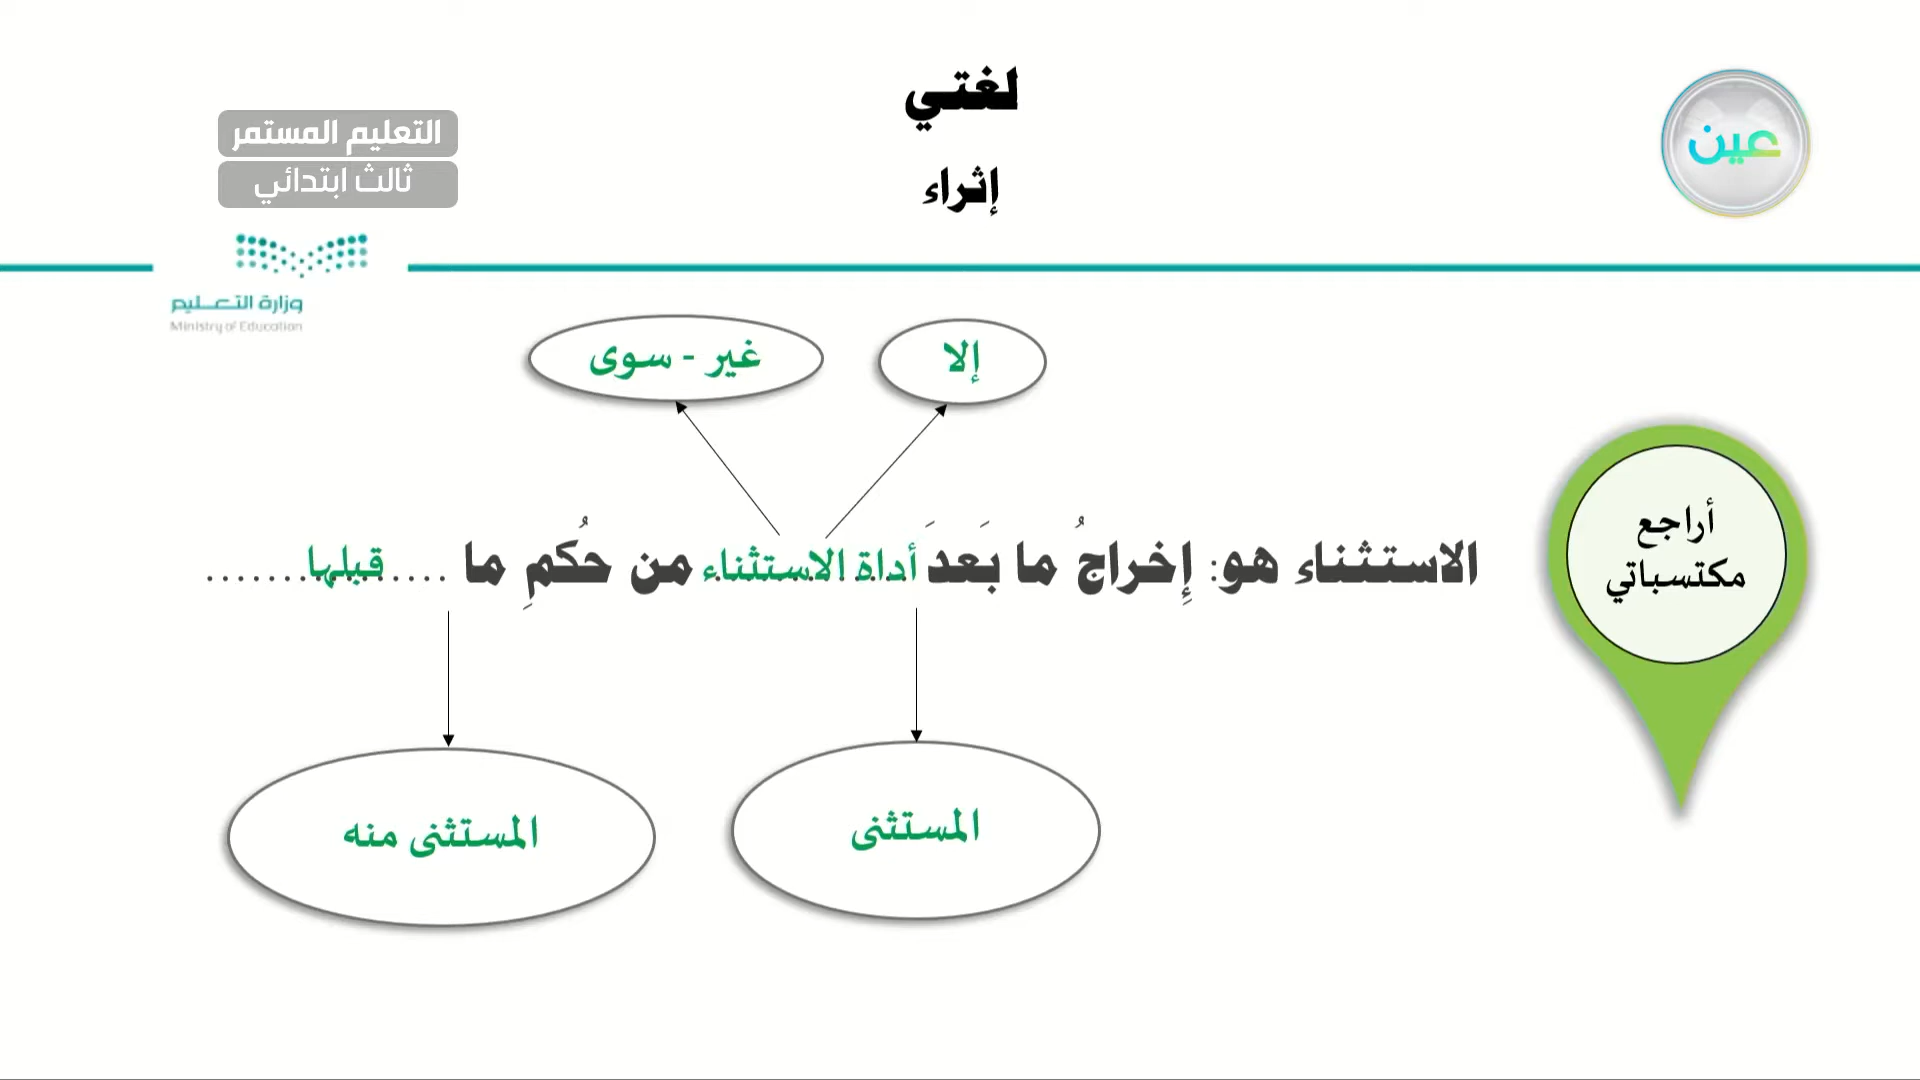 لغتي
إثراء
التعليم المستمر
ثالث ابتدائي
عين
وزارة التعـــليم
Ministry of Education
إلا
غير - سوى
أراجع
مكتسباتي
الاستثناء هو: إِخراجُ ما بَعدَ أداة الاستثناء من حُكمِ ما قبلها
المستثنى
المستثنى منه